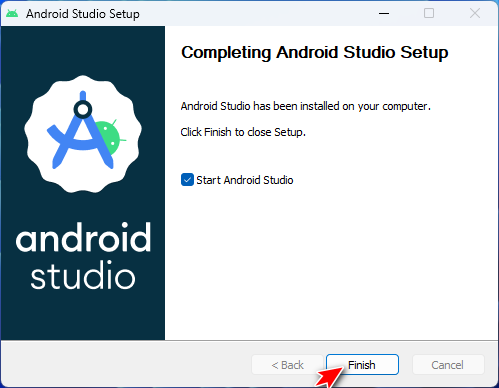 Android Studio Setup
Completing Android Studio Setup
Android Studio has been installed on your computer.
Click Finish to close Setup.
Start Android Studio
android
studio
< Back
Finish
Cancel